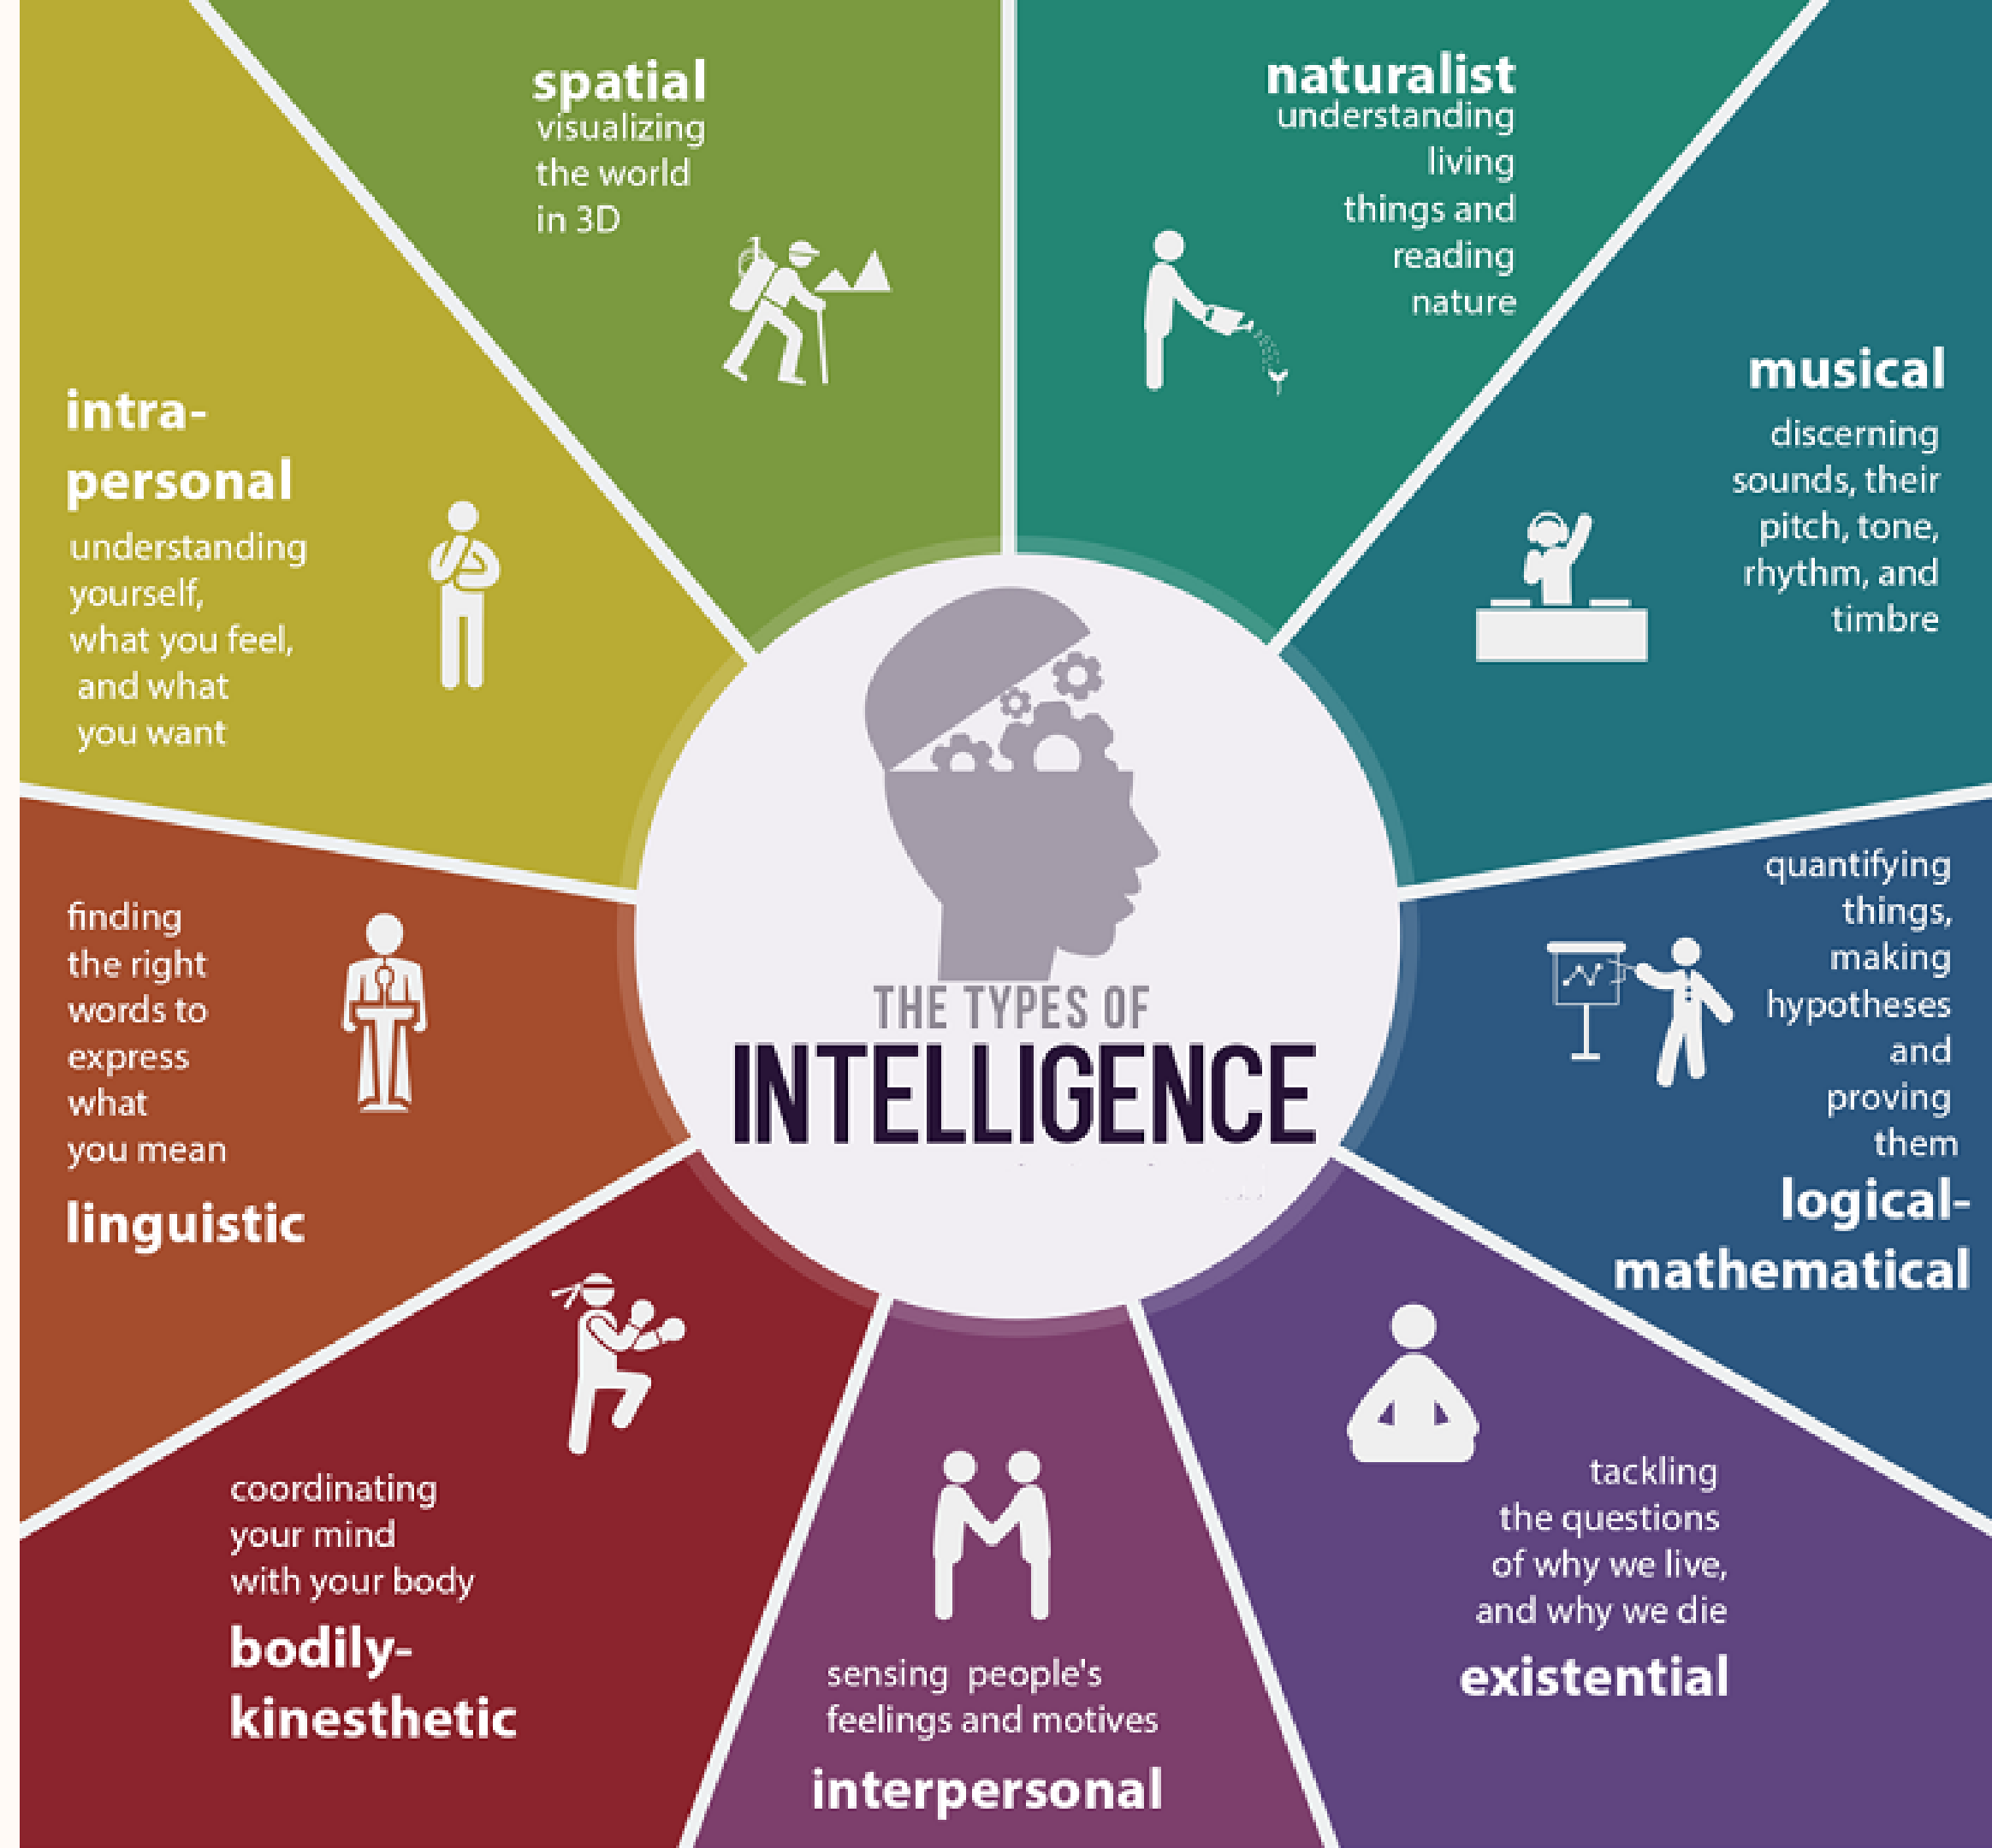 spatial
visualizing
the world
in 3D
naturalist
understanding
living
things and
reading
nature
musical
discerning
sounds, their
pitch, tone,
rhythm, and
timbre
quantifying
things,
making
hypotheses
and
proving
them
logical-
mathematical
tackling
the questions
of why we live,
and why we die
existential
sensing people's
feelings and motives
interpersonal
coordinating
your mind
with your body
bodily-
kinesthetic
finding
the right
words to
express
what
you mean
linguistic
intra-
personal
understanding
yourself,
what you feel,
and what
you want
THE TYPES OF
INTELLIGENCE